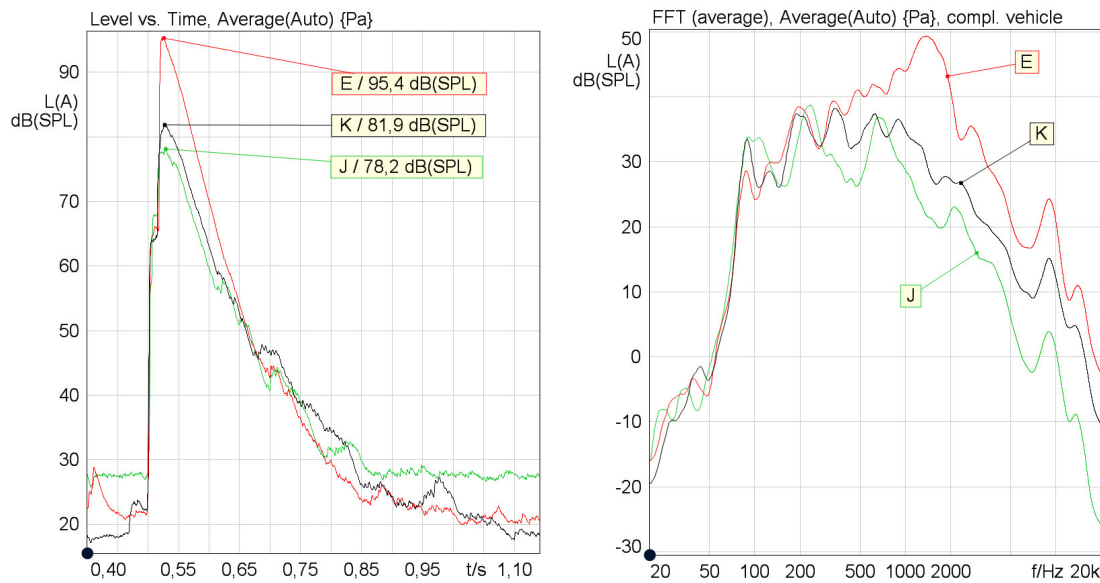 Level vs. Time, Average(Auto) {Pa}
90
L(A)
dB(SPL)
70
60
50
40
30
20
E / 95,4 dB(SPL)
K / 81,9 dB(SPL)
J / 78,2 dB(SPL)
0,40 0,55 0,65 0,75 0,85 0,95 t/s 1,10
FFT (average), Average(Auto) {Pa}, compl. vehicle
50
L(A)
dB(SPL)
30
20
10
0
-10
-20
-30
E
K
J
20 50 100 200 500 1000 2000 f/Hz 20k